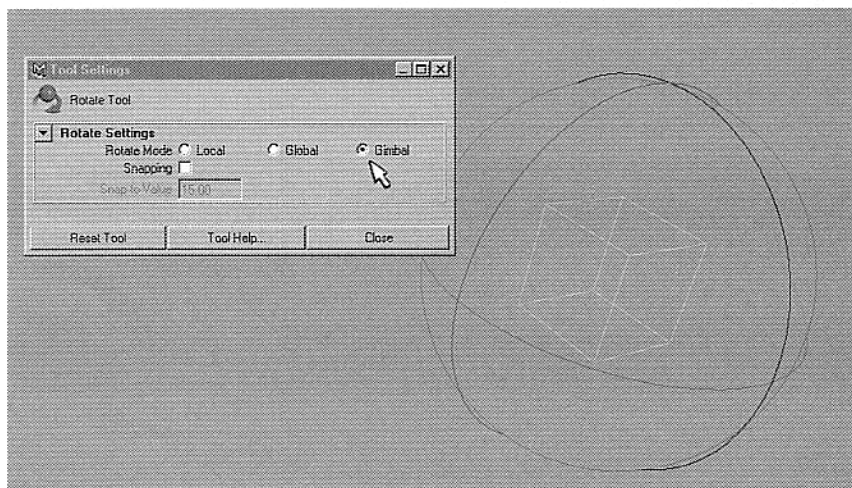 Tool Settings
Rotate Tool
Rotate Settings
Rotate Mode Local Global Gimbal
Snapping
Snap to Value 15.00
Reset Tool Tool Help... Close